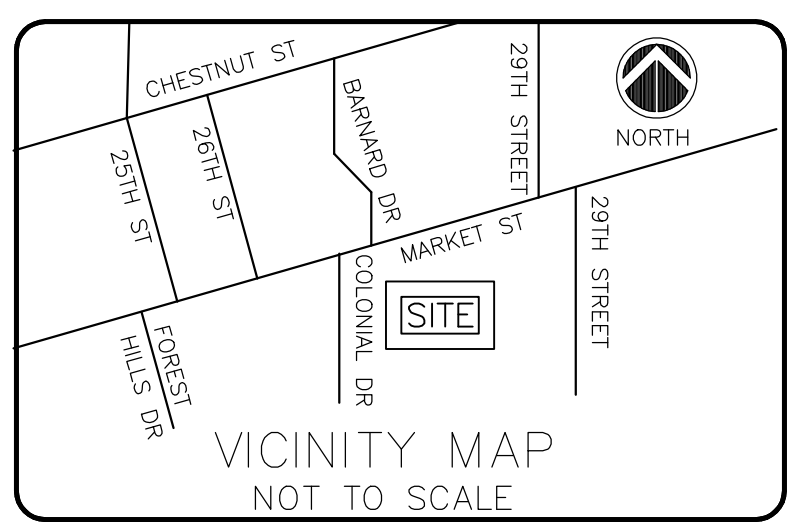 CHESTNUT ST
25TH ST
26TH ST
BARNARD DR
29TH STREET
NORTH
MARKET ST
29TH STREET
COLONIAL DR
SITE
FOREST
HILLS DR
VICINITY MAP
NOT TO SCALE